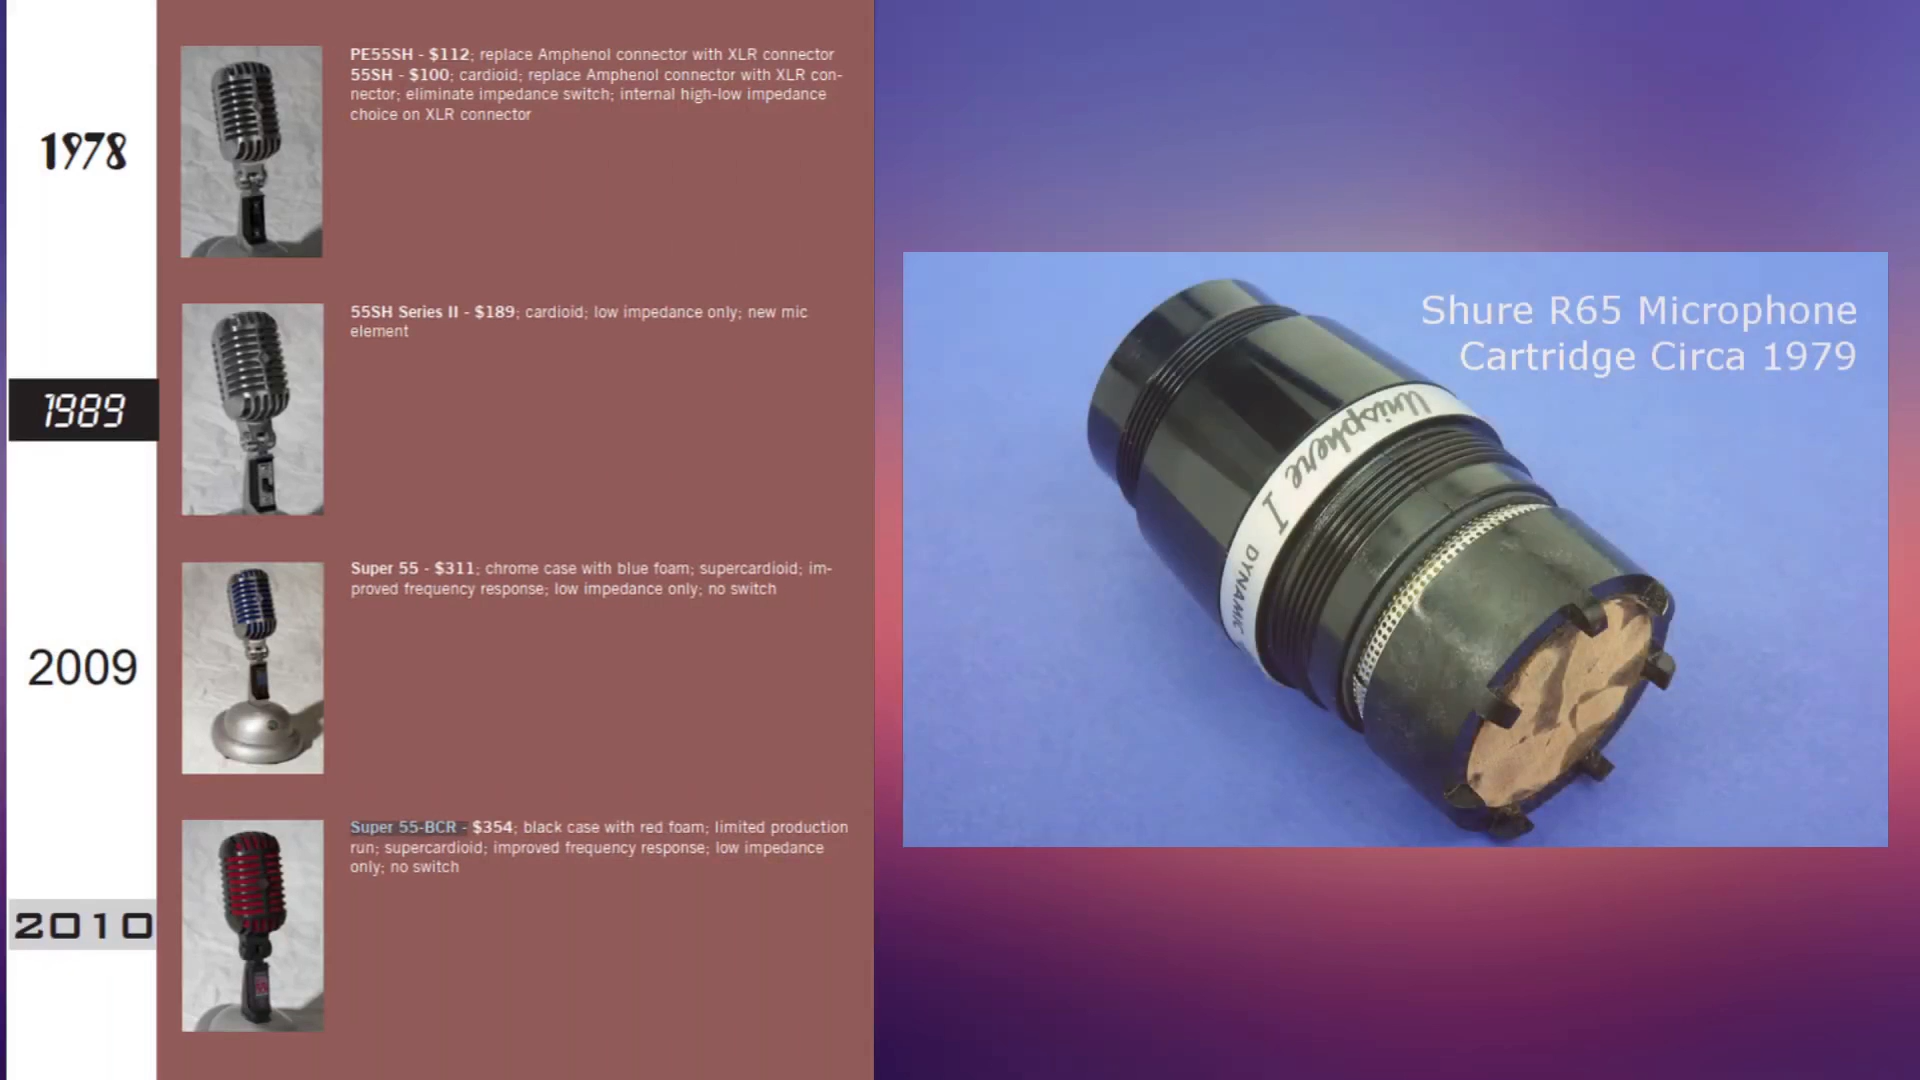 1978
PE55SH - $112; replace Amphenol connector with XLR connector
55SH - $100; cardioid; replace Amphenol connector with XLR con-
nector; eliminate impedance switch; internal high-low impedance
choice on XLR connector
1989
55SH Series II - $189; cardioid; low impedance only; new mic
element
2009
Super 55 - $311; chrome case with blue foam; supercardioid; im-
proved frequency response; low impedance only; no switch
2010
Super 55-BCR - $354; black case with red foam; limited production
run; supercardioid; improved frequency response; low impedance
only; no switch
Shure R65 Microphone
Cartridge Circa 1979
Unisphere I
DYNAMIC